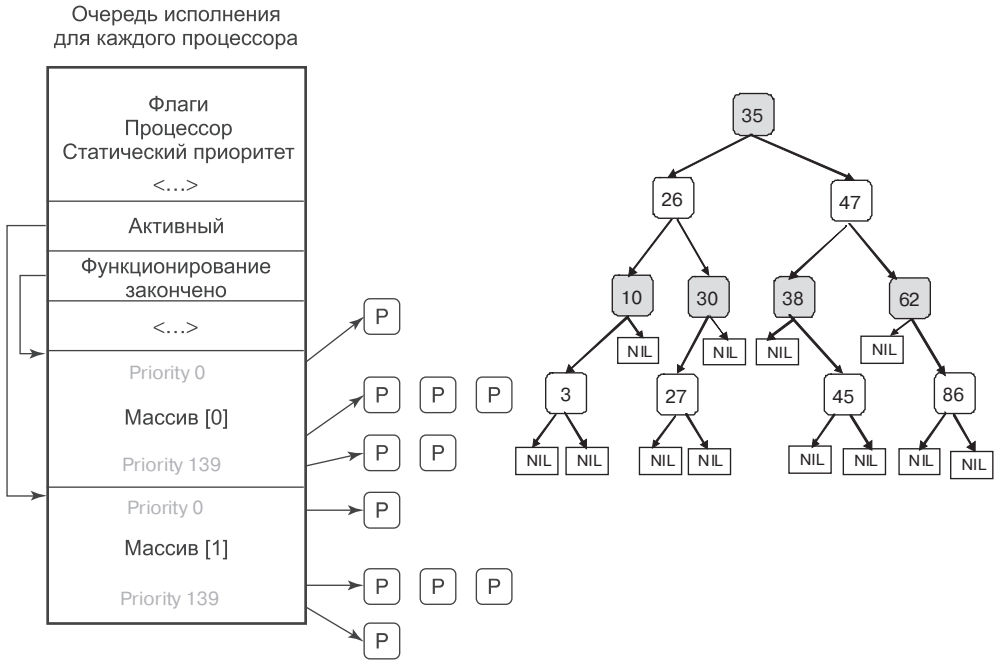 Очередь исполнения
для каждого процессора
Флаги
Процессор
Статический приоритет
<...>
Активный
Функционирование
закончено
<...>
Priority 0
Массив [0]
Priority 139
Priority 0
Массив [1]
Priority 139
P
P P P
P P
P
P P P
P
35
26 47
10 30 38 62
NIL NIL NIL NIL
3 27 45 86
NIL NIL NIL NIL NIL NIL NIL NIL